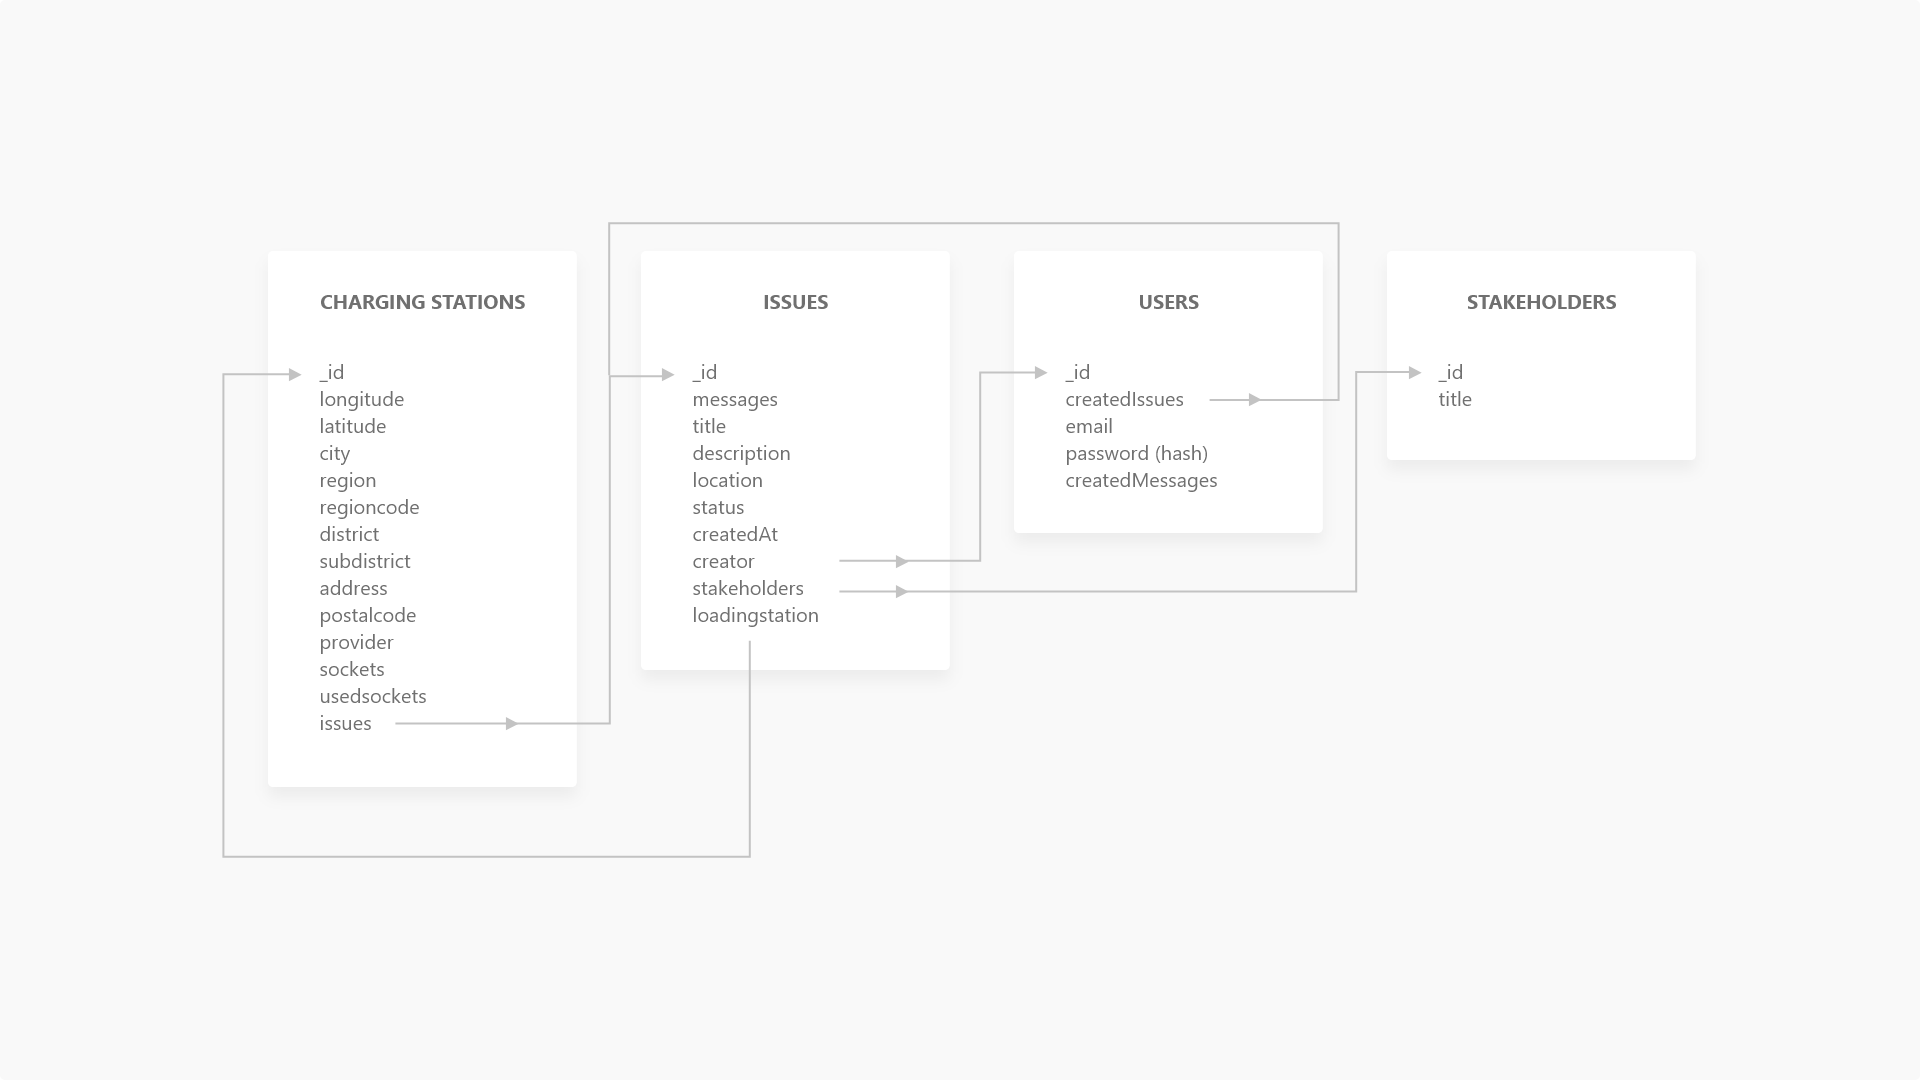 CHARGING STATIONS
_id
longitude
latitude
city
region
regioncode
district
subdistrict
address
postalcode
provider
sockets
usedsockets
issues
ISSUES
_id
messages
title
description
location
status
createdAt
creator
stakeholders
loadingstation
USERS
_id
createdIssues
email
password (hash)
createdMessages
STAKEHOLDERS
_id
title